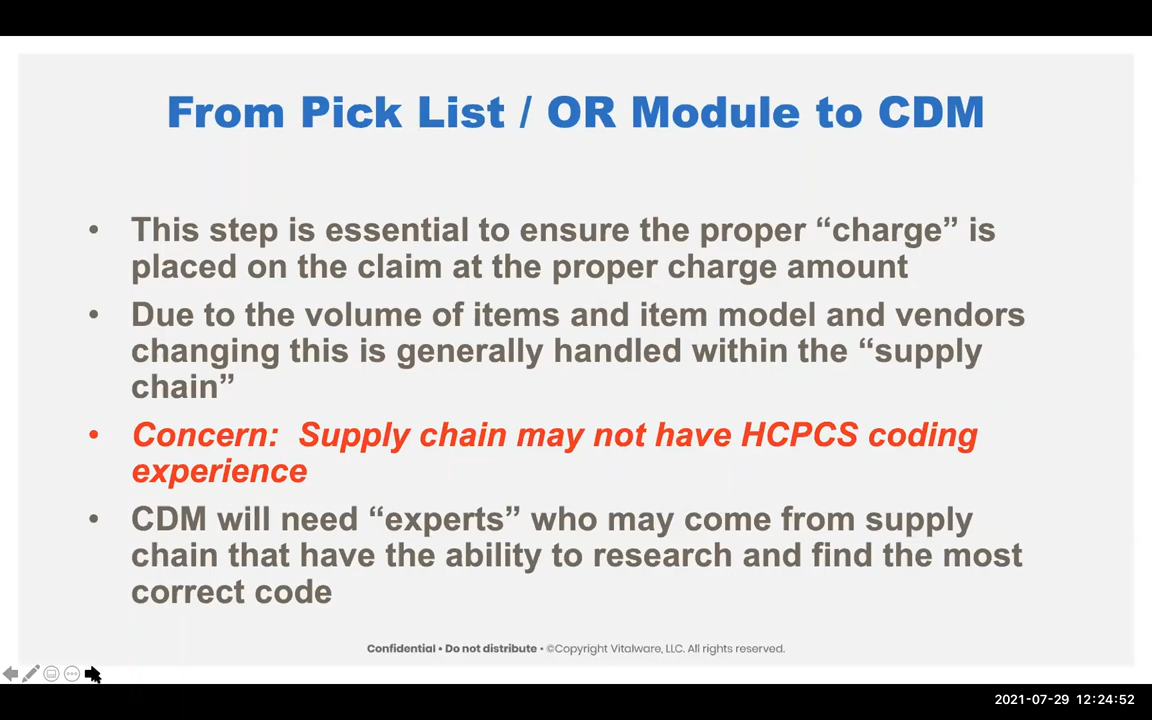 From Pick List / OR Module to CDM
• This step is essential to ensure the proper “charge” is
placed on the claim at the proper charge amount
• Due to the volume of items and item model and vendors
changing this is generally handled within the “supply
chain”
• Concern: Supply chain may not have HCPCS coding
experience
• CDM will need “experts” who may come from supply
chain that have the ability to research and find the most
correct code
Confidential • Do not distribute • ©Copyright Vitalware, LLC. All rights reserved.
2021-07-29 12:24:52